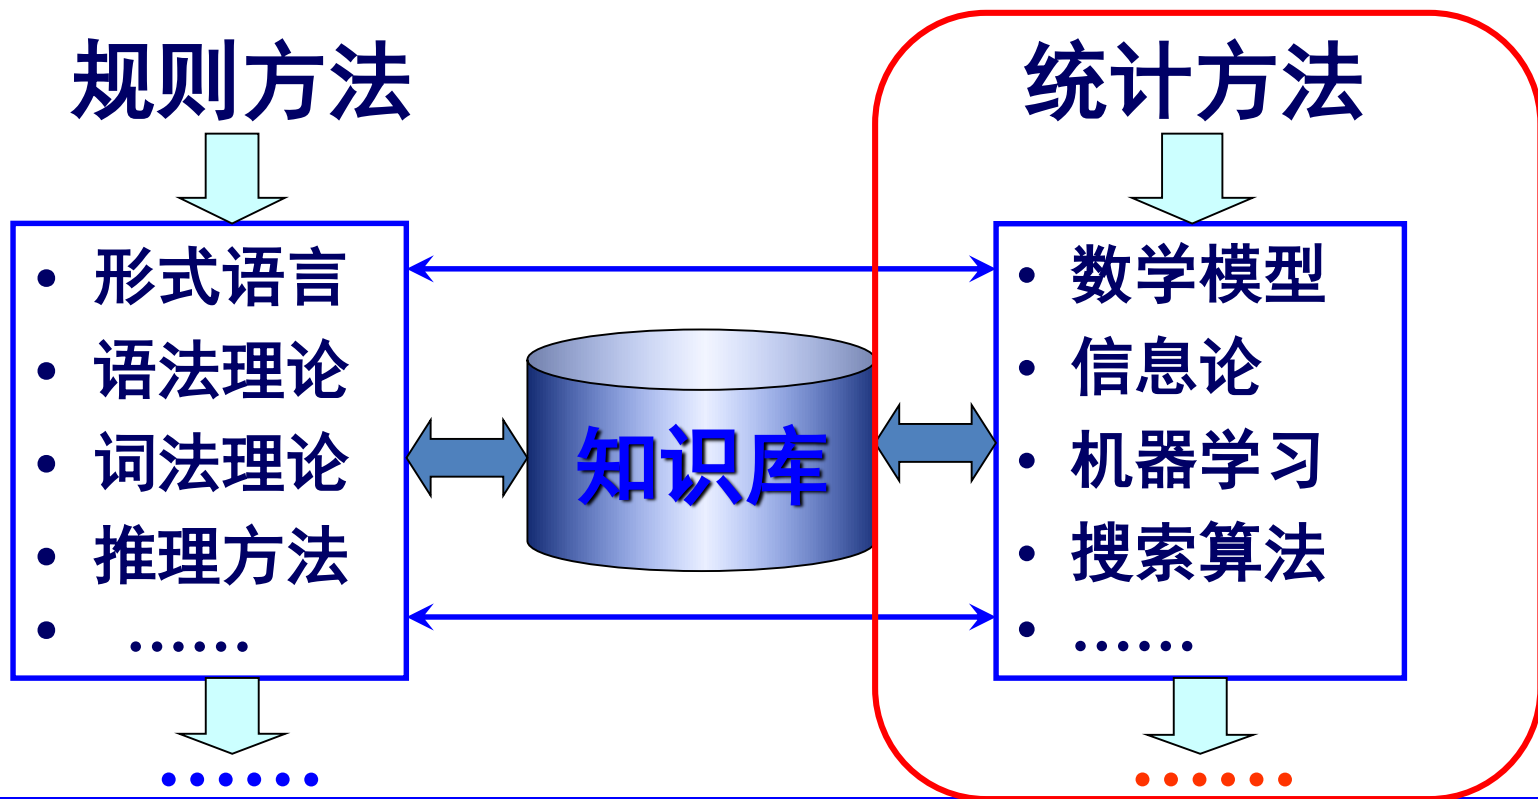 规则方法
• 形式语言
• 语法理论
• 词法理论
• 推理方法
• ……
……
知识库
统计方法
• 数学模型
• 信息论
• 机器学习
• 搜索算法
• ……
……